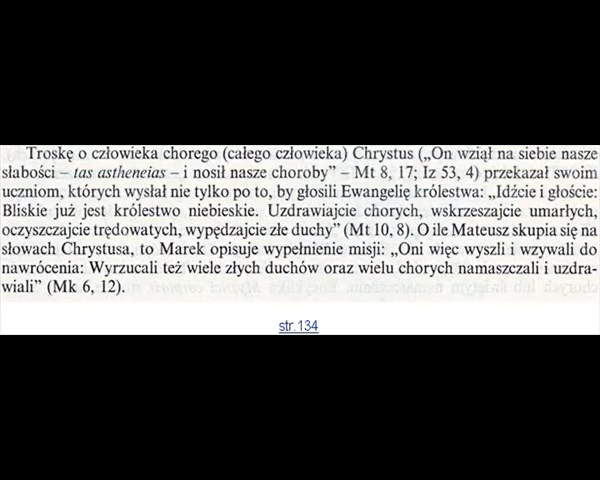 Troskę o człowieka chorego (całego człowieka) Chrystus („On wziął na siebie nasze
słabości – tas astheneias – i nosił nasze choroby” – Mt 8, 17; Iz 53, 4) przekazał swoim
uczniom, których wysłał nie tylko po to, by głosili Ewangelię królestwa: „Idźcie i głoście:
Bliskie już jest królestwo niebieskie. Uzdrawiajcie chorych, wskrzeszajcie umarłych,
oczyszczajcie trędowatych, wypędzajcie złe duchy” (Mt 10, 8). O ile Mateusz skupia się na
słowach Chrystusa, to Marek opisuje wypełnienie misji: „Oni więc wyszli i wzywali do
nawrócenia: Wyrzucali też wiele złych duchów oraz wielu chorych namaszczali i uzdra-
wiali” (Mk 6, 12).
str.134